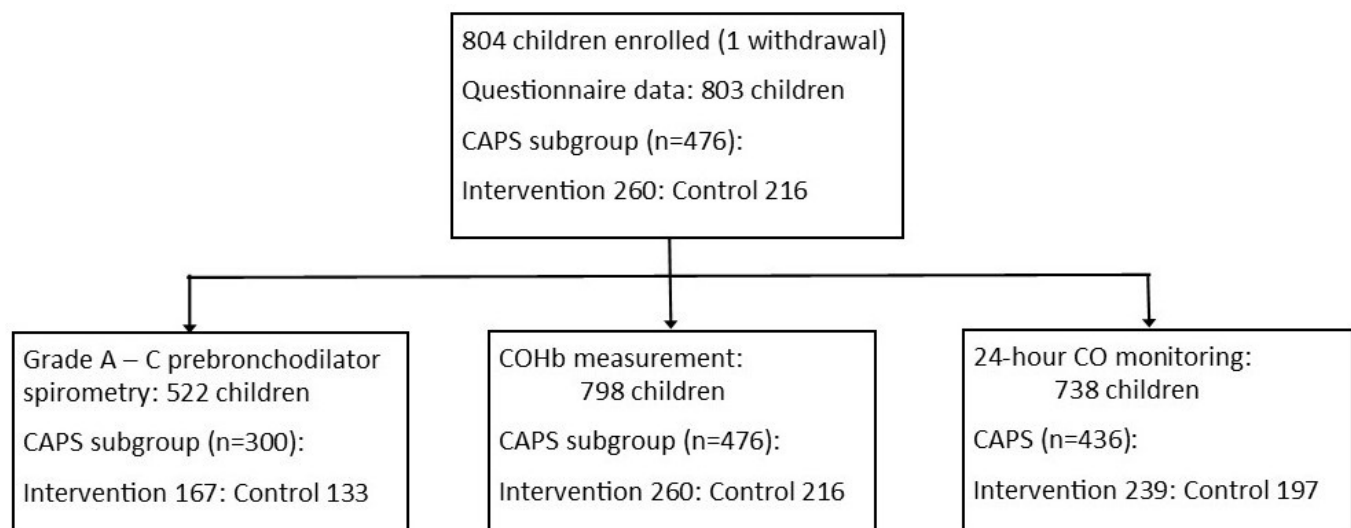 804 children enrolled (1 withdrawal)
Questionnaire data: 803 children
CAPS subgroup (n=476):
Intervention 260: Control 216
Grade A – C prebronchodilator
spirometry: 522 children
CAPS subgroup (n=300):
Intervention 167: Control 133
COHb measurement:
798 children
CAPS subgroup (n=476):
Intervention 260: Control 216
24-hour CO monitoring:
738 children
CAPS (n=436):
Intervention 239: Control 197